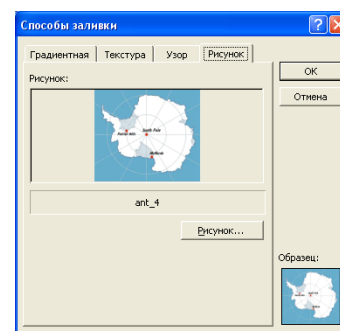 Способы заливки
Градиентная Текстура Узор Рисунок
Рисунок:
ОК
Отмена
South Pole
ant_4
Рисунок...
Образец: